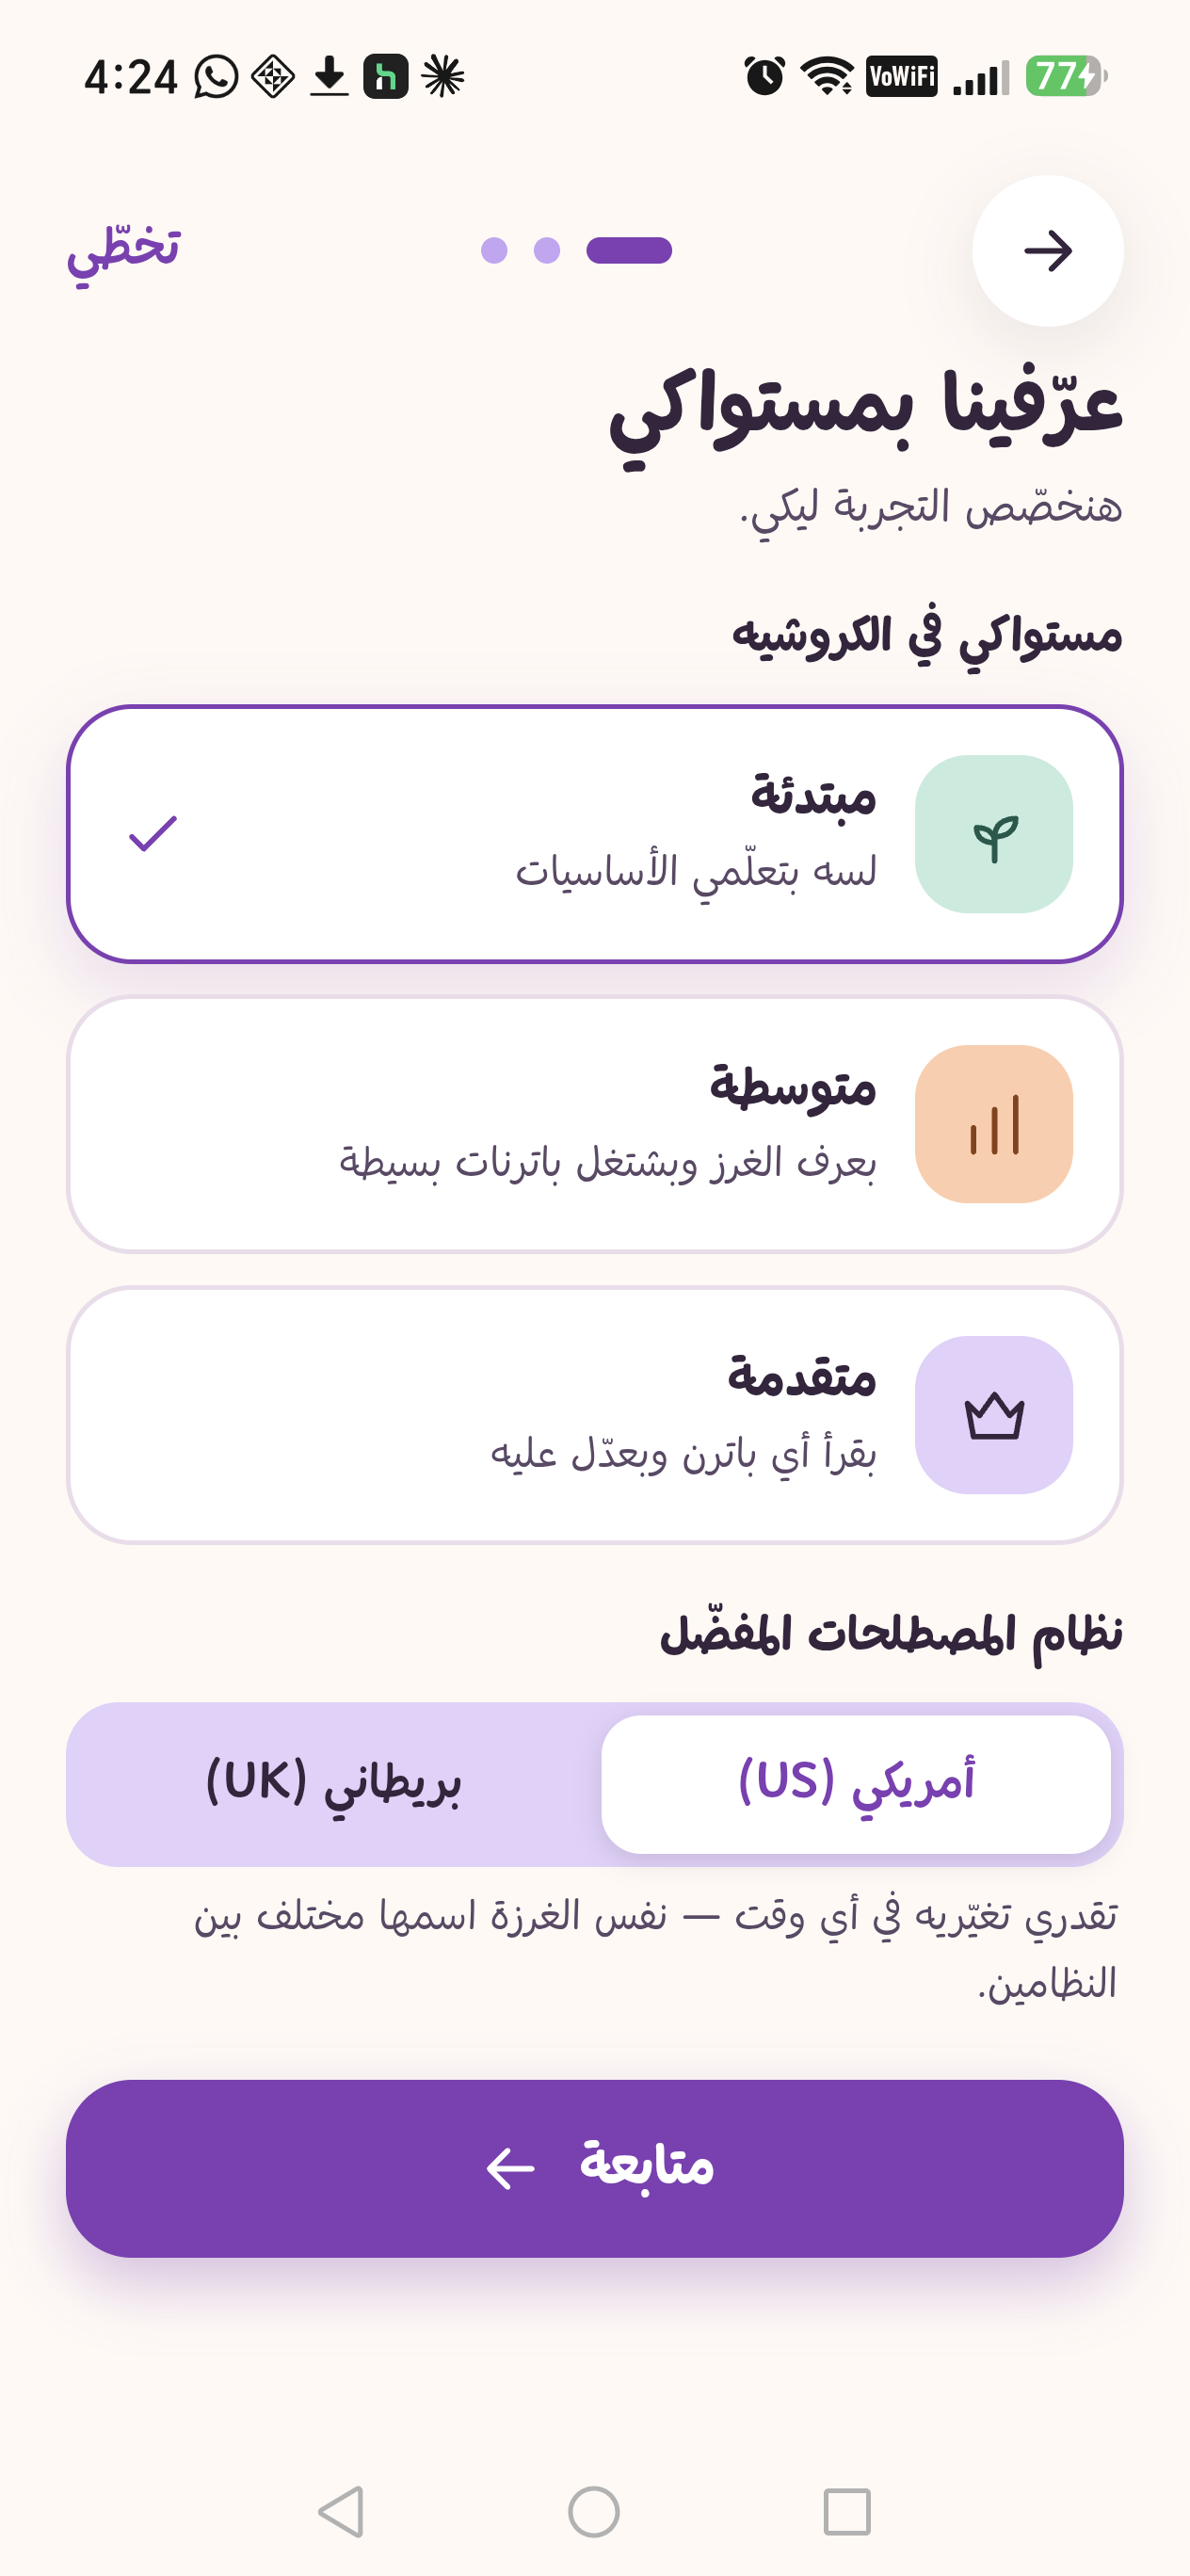 4:24
VoWiFi
77
تخطّي
عرّفينا بمستواكي
هنخصّص التجربة ليكي.
مستواكي في الكروشيه
مبتدئة
لسه بتعلّمي الأساسيات
متوسطة
بعرف الغرز وبشتغل باترنات بسيطة
متقدمة
بقرأ أي باترن وبعدّل عليه
نظام المصطلحات المفضّل
أمريكي (US)
بريطاني (UK)
تقدري تغيّريه في أي وقت — نفس الغرزة اسمها مختلف بين
النظامين.
متابعة